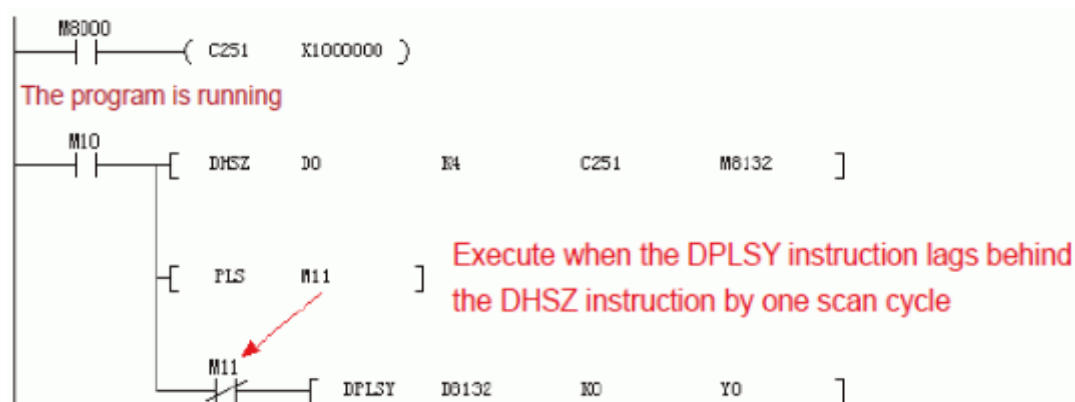 M8000
C251 K1000000
The program is running
M10
DHSZ D0 K4 C251 M8132
PLS M11
Execute when the DPLSY instruction lags behind
the DHSZ instruction by one scan cycle
M11
DPLSY D8132 K0 Y0